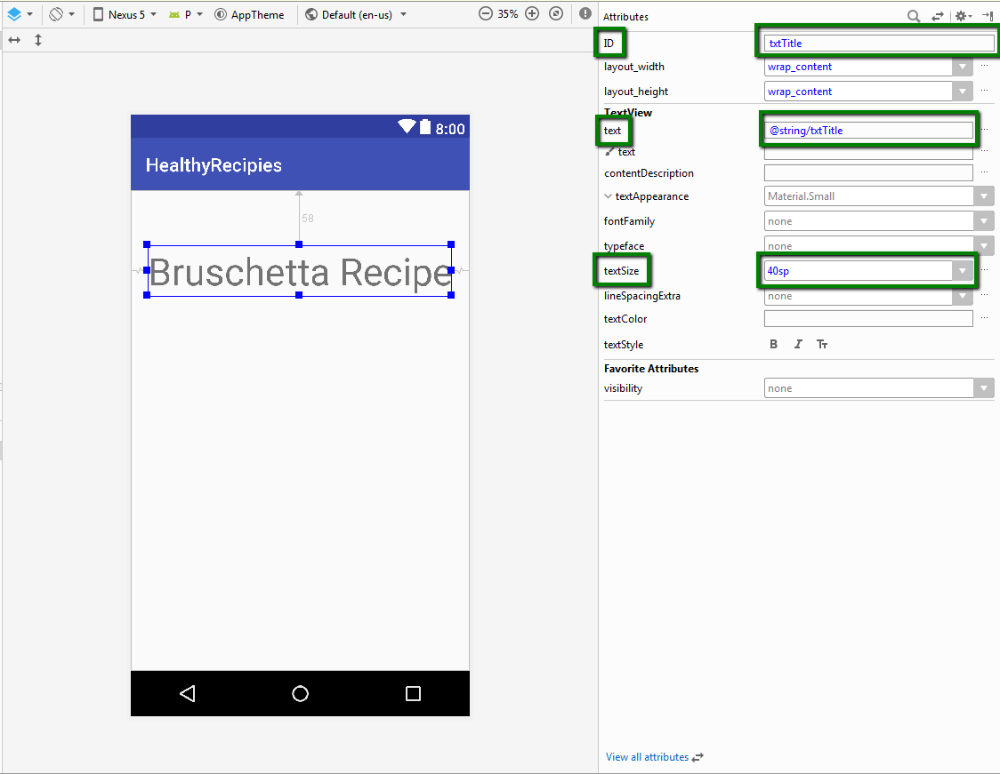 Nexus 5 P AppTheme Default (en-us) 35%
8:00
HealthyRecipies
58
Bruschetta Recipe
Attributes
ID txtTitle
layout_width wrap_content
layout_height wrap_content
TextView
text @string/txtTitle
text
contentDescription
textAppearance Material.Small
fontFamily none
typeface none
textSize 40sp
lineSpacingExtra none
textColor
textStyle B I Tт
Favorite Attributes
visibility none
View all attributes